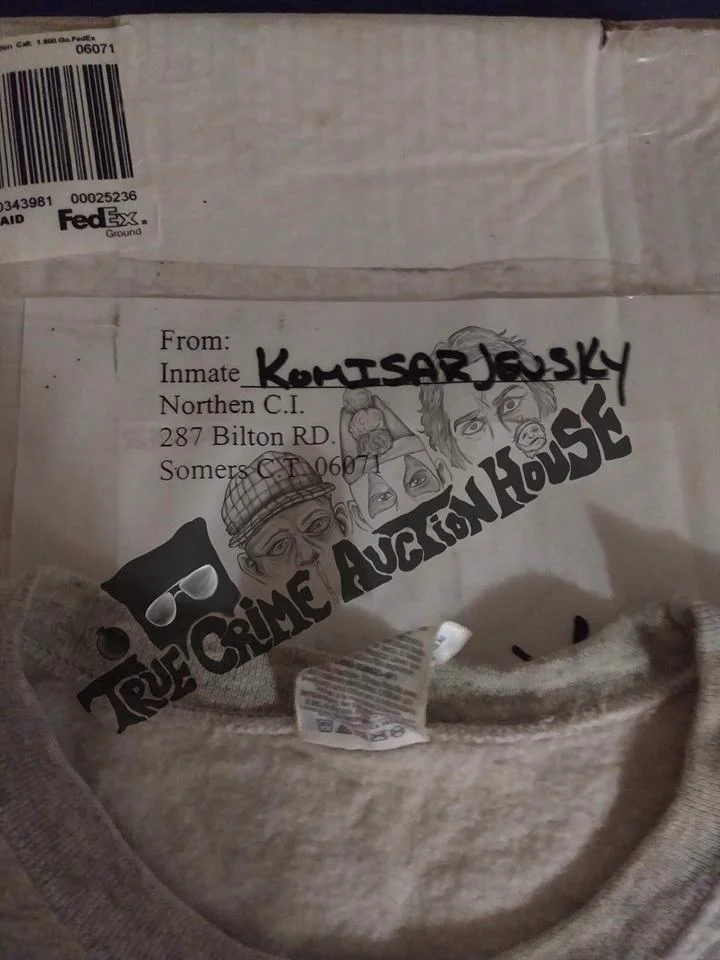 06071
00025236
FedEx.
Ground
From:
Inmate KOMISARJEVSKY
Northen C.I.
287 Bilton RD.
Somers C.T. 06071
TRUE CRIME AUCTION HOUSE